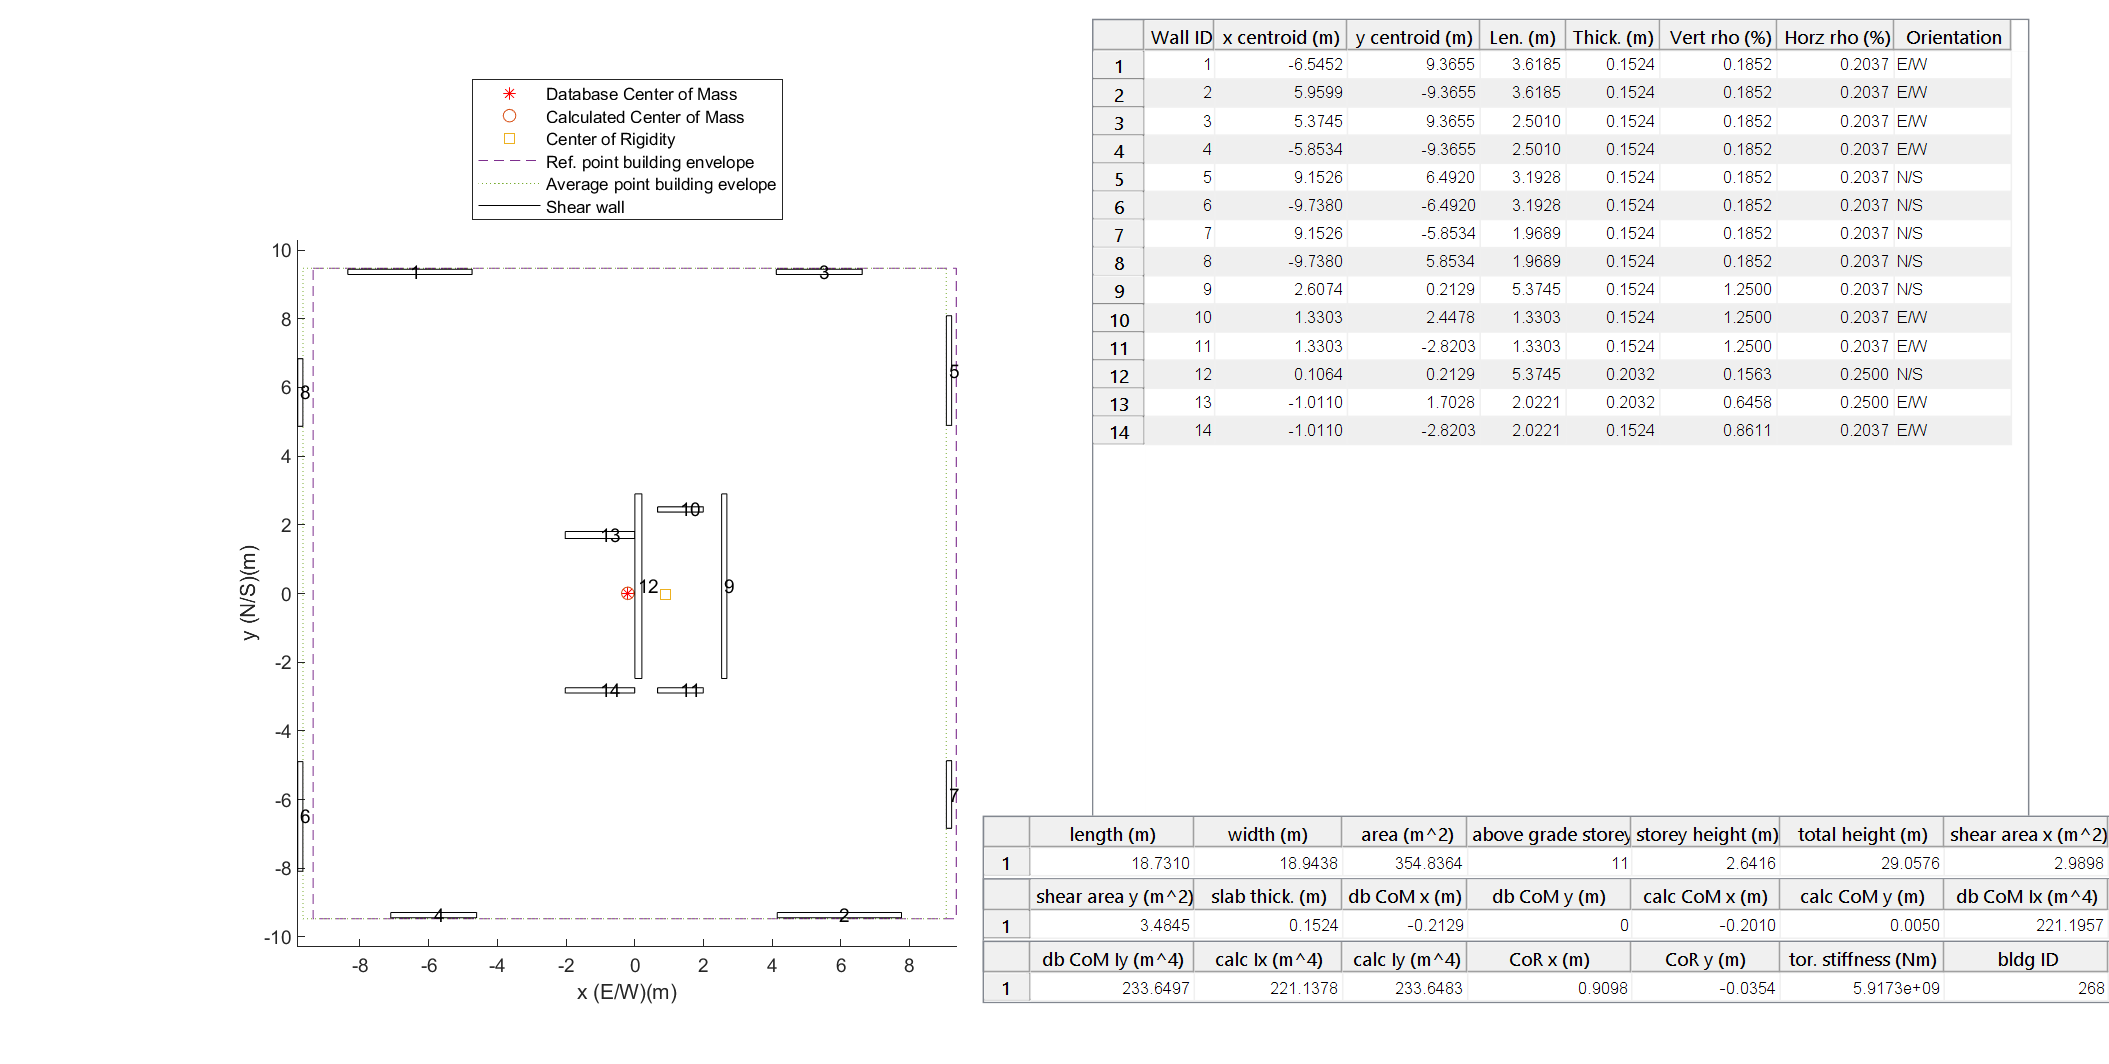 Database Center of Mass
Calculated Center of Mass
Center of Rigidity
Ref. point building envelope
Average point building evelope
Shear wall
10
8
6
4
2
0
-2
-4
-6
-8
-10
y (N/S)(m)
-8 -6 -4 -2 0 2 4 6 8
x (E/W)(m)
1 3
5
8
10
13
12 9
14 11
7
6
4 2
Wall ID x centroid (m) y centroid (m) Len. (m) Thick. (m) Vert rho (%) Horz rho (%) Orientation
1 1 -6.5452 9.3655 3.6185 0.1524 0.1852 0.2037 E/W
2 2 5.9599 -9.3655 3.6185 0.1524 0.1852 0.2037 E/W
3 3 5.3745 9.3655 2.5010 0.1524 0.1852 0.2037 E/W
4 4 -5.8534 -9.3655 2.5010 0.1524 0.1852 0.2037 E/W
5 5 9.1526 6.4920 3.1928 0.1524 0.1852 0.2037 N/S
6 6 -9.7380 -6.4920 3.1928 0.1524 0.1852 0.2037 N/S
7 7 9.1526 -5.8534 1.9689 0.1524 0.1852 0.2037 N/S
8 8 -9.7380 5.8534 1.9689 0.1524 0.1852 0.2037 N/S
9 9 2.6074 0.2129 5.3745 0.1524 1.2500 0.2037 N/S
10 10 1.3303 2.4478 1.3303 0.1524 1.2500 0.2037 E/W
11 11 1.3303 -2.8203 1.3303 0.1524 1.2500 0.2037 E/W
12 12 0.1064 0.2129 5.3745 0.2032 0.1563 0.2500 N/S
13 13 -1.0110 1.7028 2.0221 0.2032 0.6458 0.2500 E/W
14 14 -1.0110 -2.8203 2.0221 0.1524 0.8611 0.2037 E/W
length (m) width (m) area (m^2) above grade storey storey height (m) total height (m) shear area x (m^2)
1 18.7310 18.9438 354.8364 11 2.6416 29.0576 2.9898
shear area y (m^2) slab thick. (m) db CoM x (m) db CoM y (m) calc CoM x (m) calc CoM y (m) db CoM Ix (m^4)
1 3.4845 0.1524 -0.2129 0 -0.2010 0.0050 221.1957
db CoM Iy (m^4) calc Ix (m^4) calc Iy (m^4) CoR x (m) CoR y (m) tor. stiffness (Nm) bldg ID
1 233.6497 221.1378 233.6483 0.9098 -0.0354 5.9173e+09 268